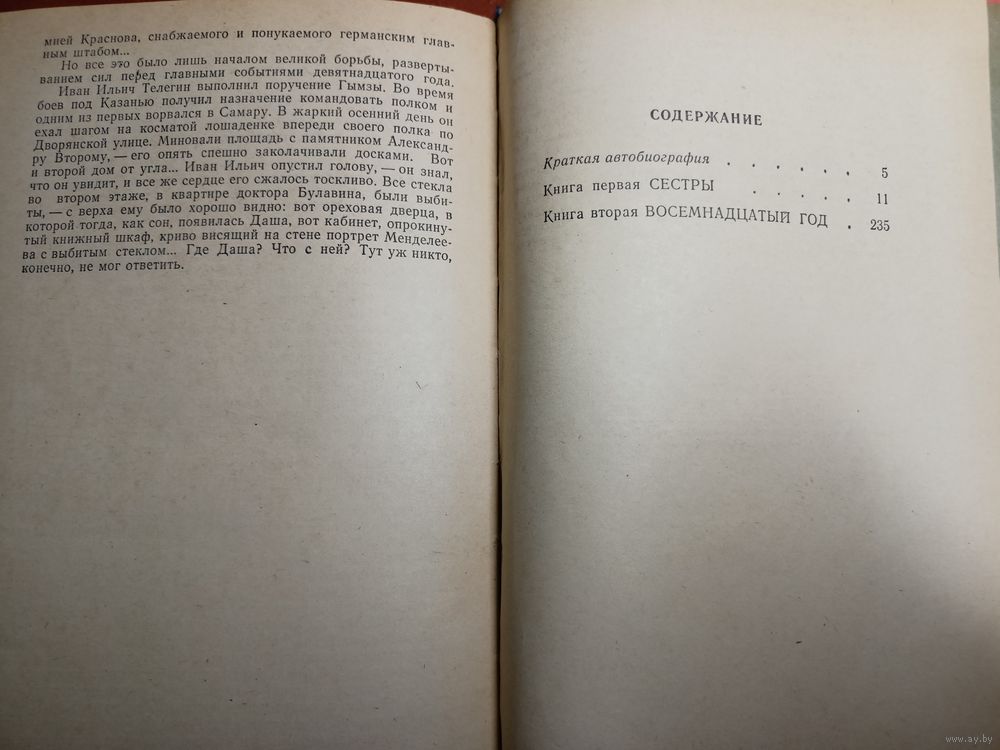 мией Краснова, снабжаемого и понукаемого германским глав-
ным штабом...
Но все это было лишь началом великой борьбы, разверты-
ванием сил перед главными событиями девятнадцатого года.
Иван Ильич Телегин выполнил поручение Гымзы. Во время
боев под Казанью получил назначение командовать полком и
одним из первых ворвался в Самару. В жаркий осенний день он
ехал шагом на косматой лошаденке впереди своего полка по
Дворянской улице. Миновали площадь с памятником Александ-
ру Второму, — его опять спешно заколачивали досками. Вот
и второй дом от угла... Иван Ильич опустил голову, — он знал,
что он увидит, и все же сердце его сжалось тоскливо. Все стекла
во втором этаже, в квартире доктора Булавина, были выби-
ты, — с верха ему было хорошо видно: вот ореховая дверца, в
которой тогда, как сон, появилась Даша, вот кабинет, опрокину-
тый книжный шкаф, криво висящий на стене портрет Менделее-
ва с выбитым стеклом... Где Даша? Что с ней? Тут уж никто,
конечно, не мог ответить.
СОДЕРЖАНИЕ
Краткая автобиография . . . . . 5
Книга первая СЕСТРЫ . . . . 11
Книга вторая ВОСЕМНАДЦАТЫЙ ГОД . 235
www.ay.by